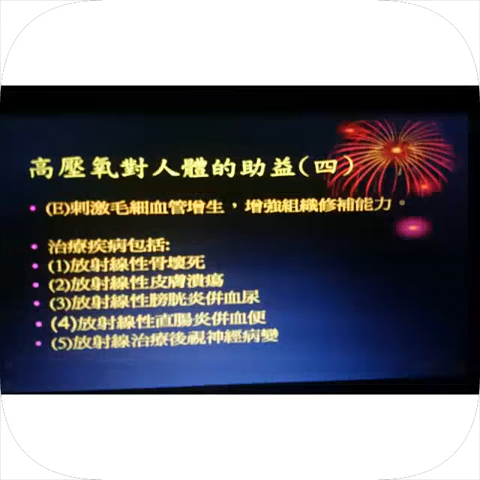 高壓氧對人體的助益(四)
• (E)刺激毛細血管增生，增強組織修補能力。
• 治療疾病包括:
• (1)放射線性骨壞死
• (2)放射線性皮膚潰瘍
• (3)放射線性膀胱炎併血尿
• (4)放射線性直腸炎併血便
• (5)放射線治療後視神經病變